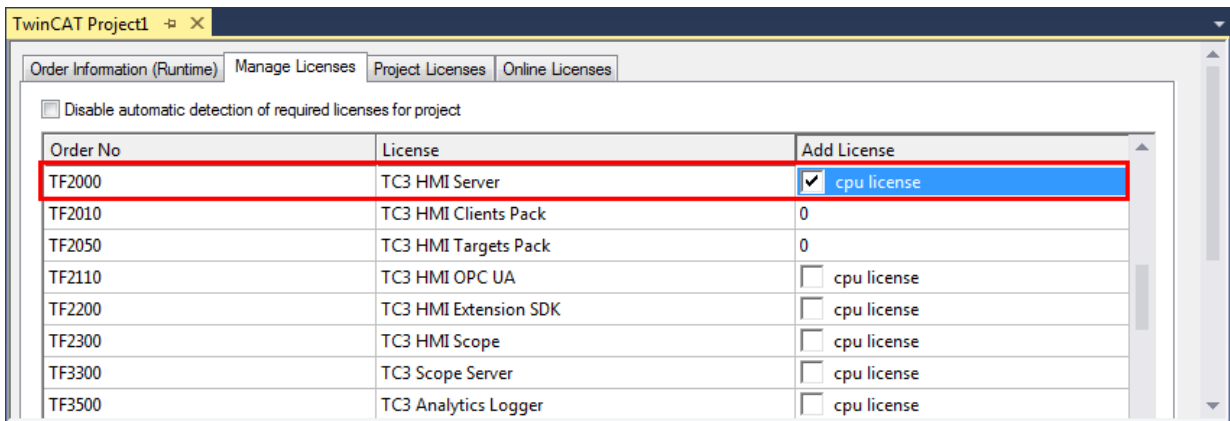 TwinCAT Project1
Order Information (Runtime) Manage Licenses Project Licenses Online Licenses
Disable automatic detection of required licenses for project
Order No License Add License
TF2000 TC3 HMI Server cpu license
TF2010 TC3 HMI Clients Pack 0
TF2050 TC3 HMI Targets Pack 0
TF2110 TC3 HMI OPC UA cpu license
TF2200 TC3 HMI Extension SDK cpu license
TF2300 TC3 HMI Scope cpu license
TF3300 TC3 Scope Server cpu license
TF3500 TC3 Analytics Logger cpu license